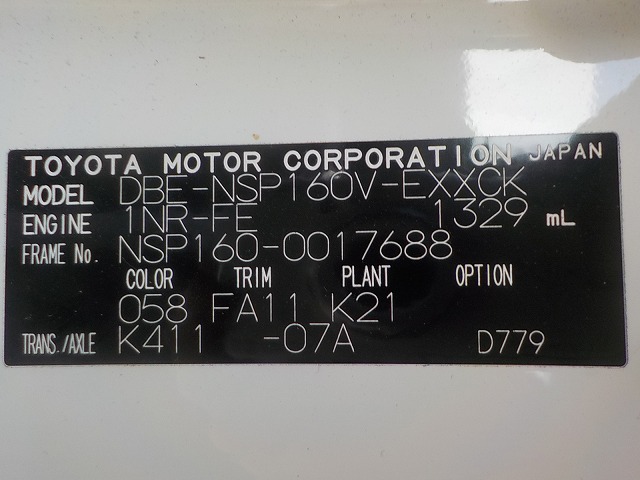 TOYOTA MOTOR CORPORATION JAPAN
MODEL DBE-NSP160V-EXXCK
ENGINE 1NR-FE 1329 mL
FRAME No. NSP160-0017688
COLOR TRIM PLANT OPTION
058 FA11 K21
TRANS./AXLE K411 -07A D779